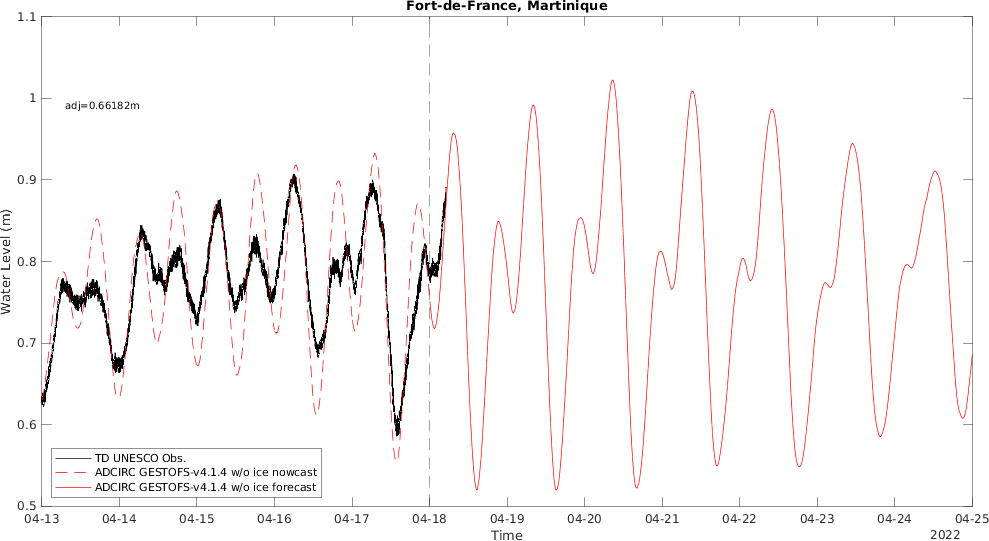 Fort-de-France, Martinique
1.1
1
0.9
0.8
0.7
0.6
0.5
Water Level (m)
adj=0.66182m
TD UNESCO Obs.
ADCIRC GESTOFS-v4.1.4 w/o ice nowcast
ADCIRC GESTOFS-v4.1.4 w/o ice forecast
04-13 04-14 04-15 04-16 04-17 04-18 04-19 04-20 04-21 04-22 04-23 04-24 04-25
Time
2022